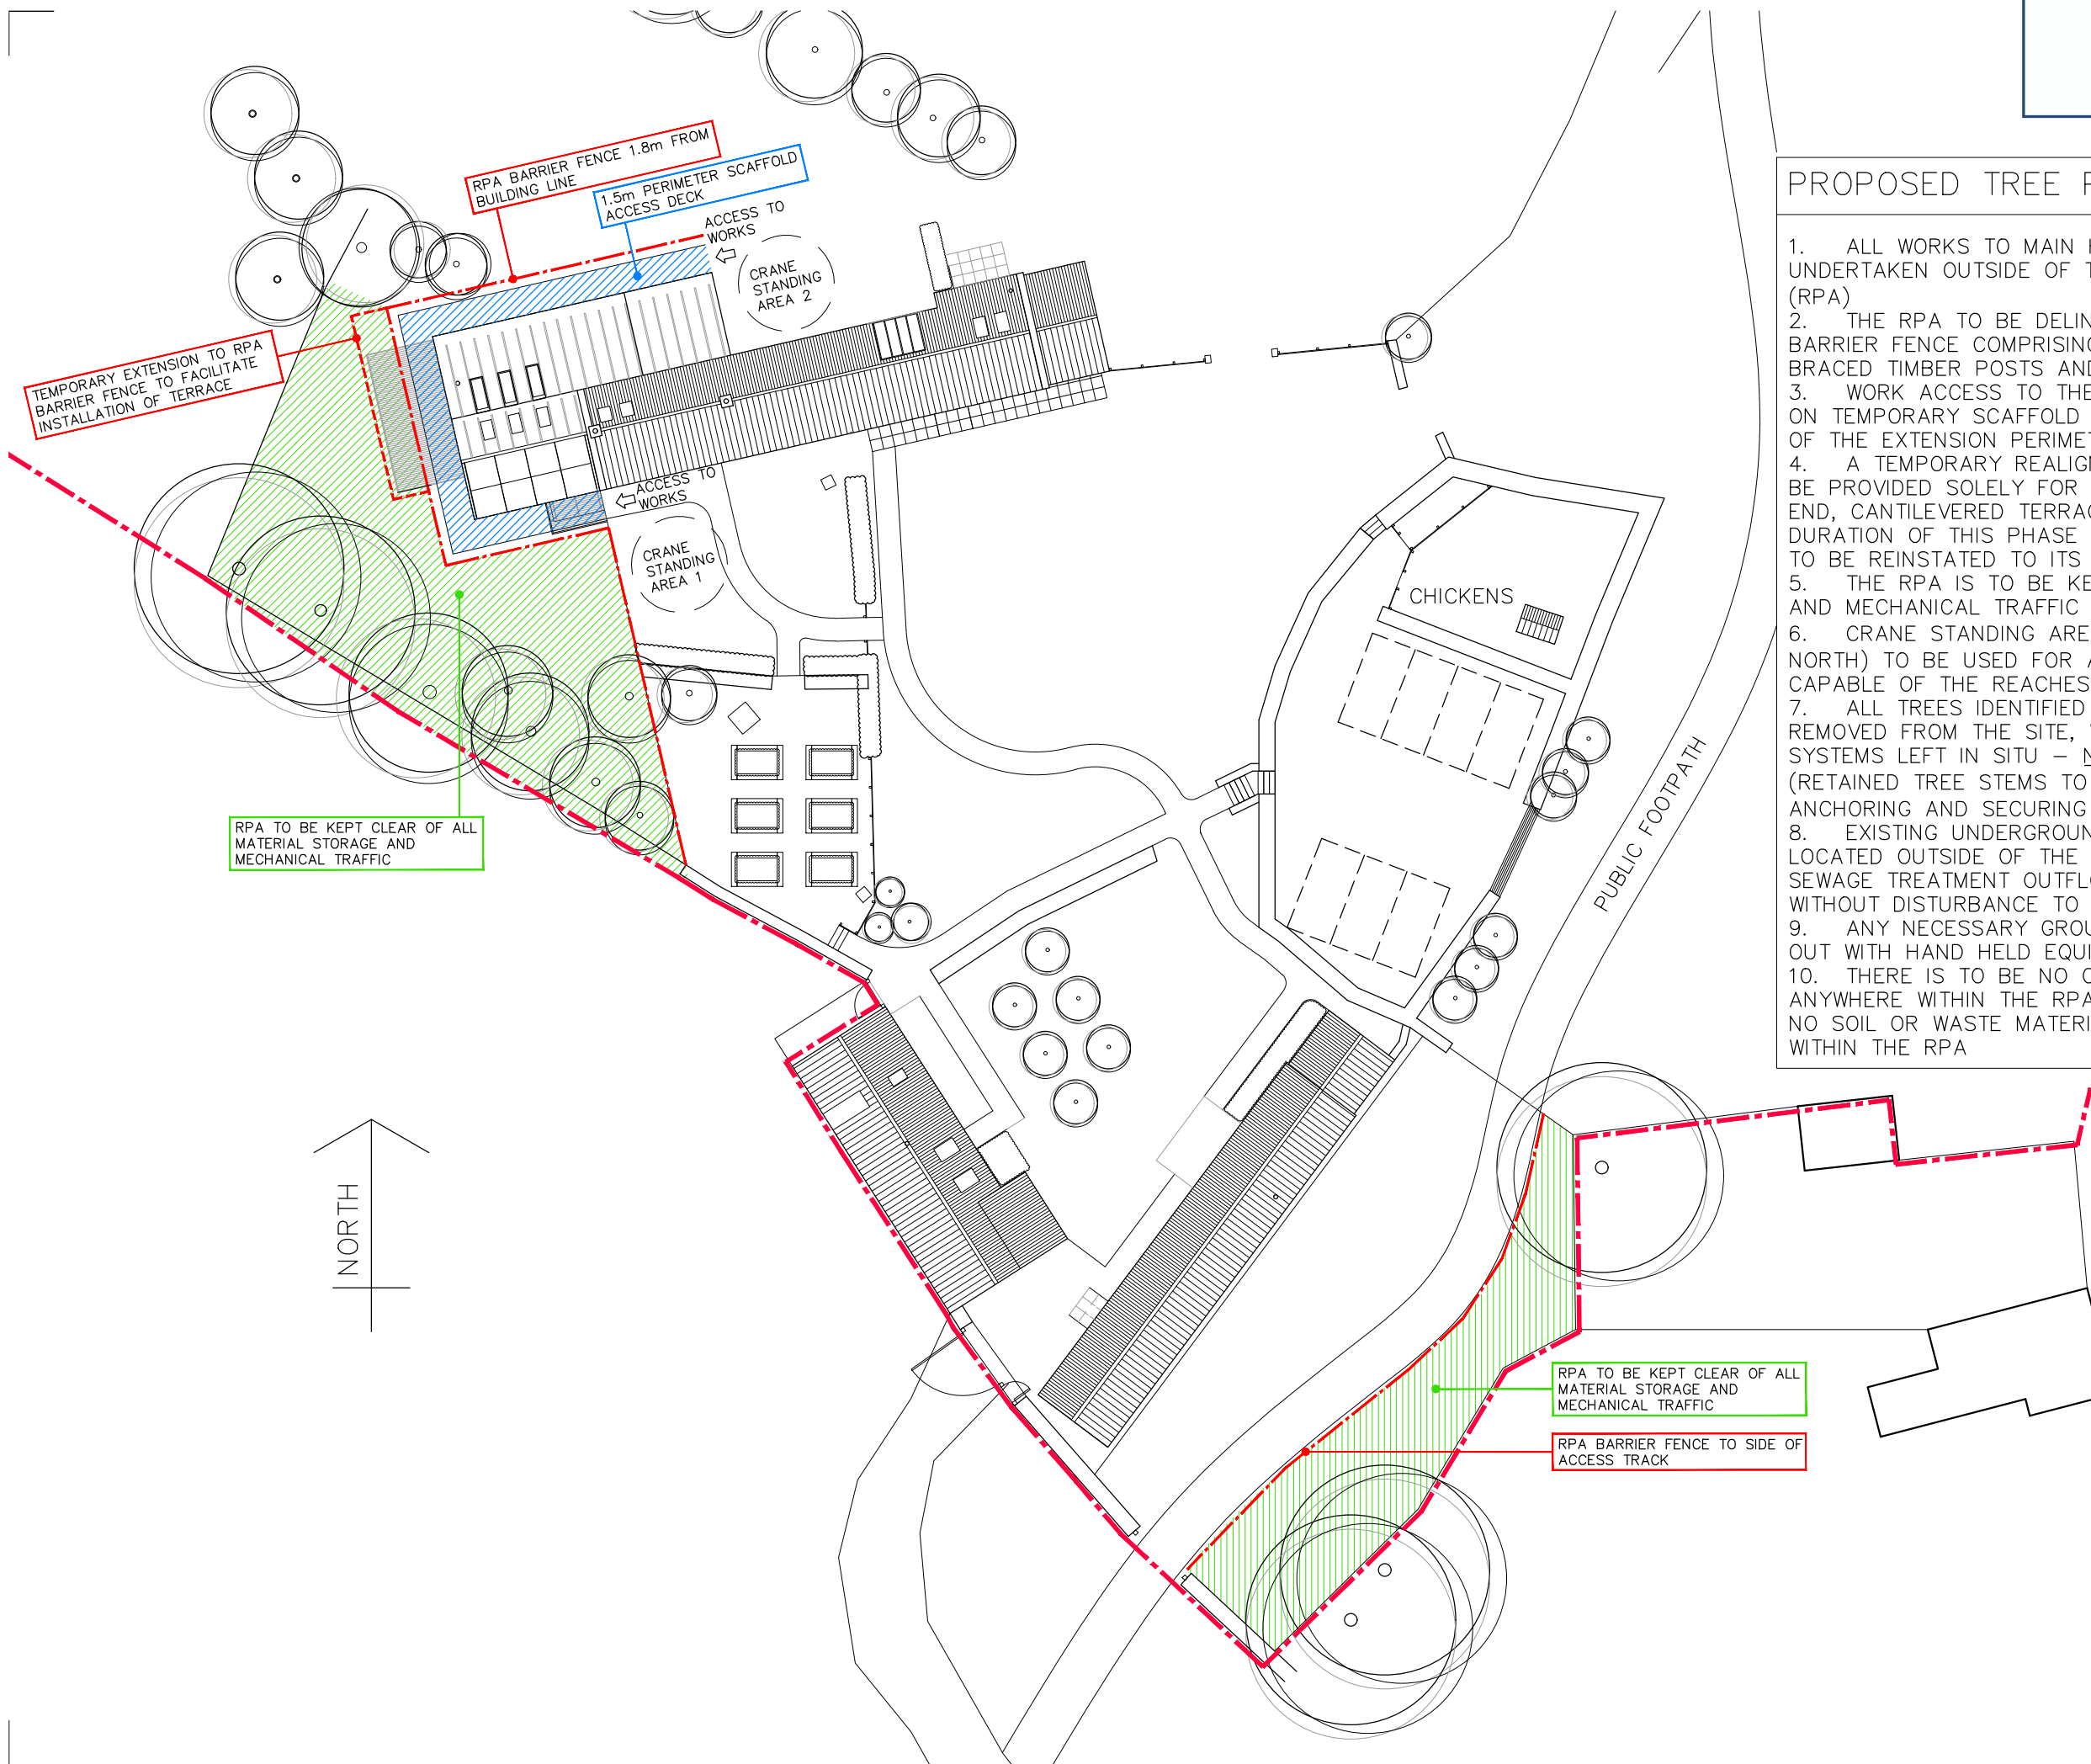 RPA BARRIER FENCE 1.8m FROM
BUILDING LINE
1.5m PERIMETER SCAFFOLD
ACCESS DECK
ACCESS TO
WORKS
CRANE
STANDING
AREA 2
TEMPORARY EXTENSION TO RPA
BARRIER FENCE TO FACILITATE
INSTALLATION OF TERRACE
ACCESS TO
WORKS
CRANE
STANDING
AREA 1
CHICKENS
PUBLIC FOOTPATH
RPA TO BE KEPT CLEAR OF ALL
MATERIAL STORAGE AND
MECHANICAL TRAFFIC
NORTH
RPA TO BE KEPT CLEAR OF ALL
MATERIAL STORAGE AND
MECHANICAL TRAFFIC
RPA BARRIER FENCE TO SIDE OF
ACCESS TRACK
PROPOSED TREE
1. ALL WORKS TO MAIN
UNDERTAKEN OUTSIDE OF
(RPA)
2. THE RPA TO BE DELIN
BARRIER FENCE COMPRISING
BRACED TIMBER POSTS AND
3. WORK ACCESS TO THE
ON TEMPORARY SCAFFOLD
OF THE EXTENSION PERIME
4. A TEMPORARY REALIG
BE PROVIDED SOLELY FOR
END, CANTILEVERED TERRAC
DURATION OF THIS PHASE
TO BE REINSTATED TO ITS
5. THE RPA IS TO BE KE
AND MECHANICAL TRAFFIC
6. CRANE STANDING ARE
NORTH) TO BE USED FOR A
CAPABLE OF THE REACHES
7. ALL TREES IDENTIFIED
REMOVED FROM THE SITE,
SYSTEMS LEFT IN SITU – N
(RETAINED TREE STEMS TO
ANCHORING AND SECURING
8. EXISTING UNDERGROUN
LOCATED OUTSIDE OF THE
SEWAGE TREATMENT OUTFL
WITHOUT DISTURBANCE TO
9. ANY NECESSARY GROU
OUT WITH HAND HELD EQUI
10. THERE IS TO BE NO
ANYWHERE WITHIN THE RPA
NO SOIL OR WASTE MATERI
WITHIN THE RPA